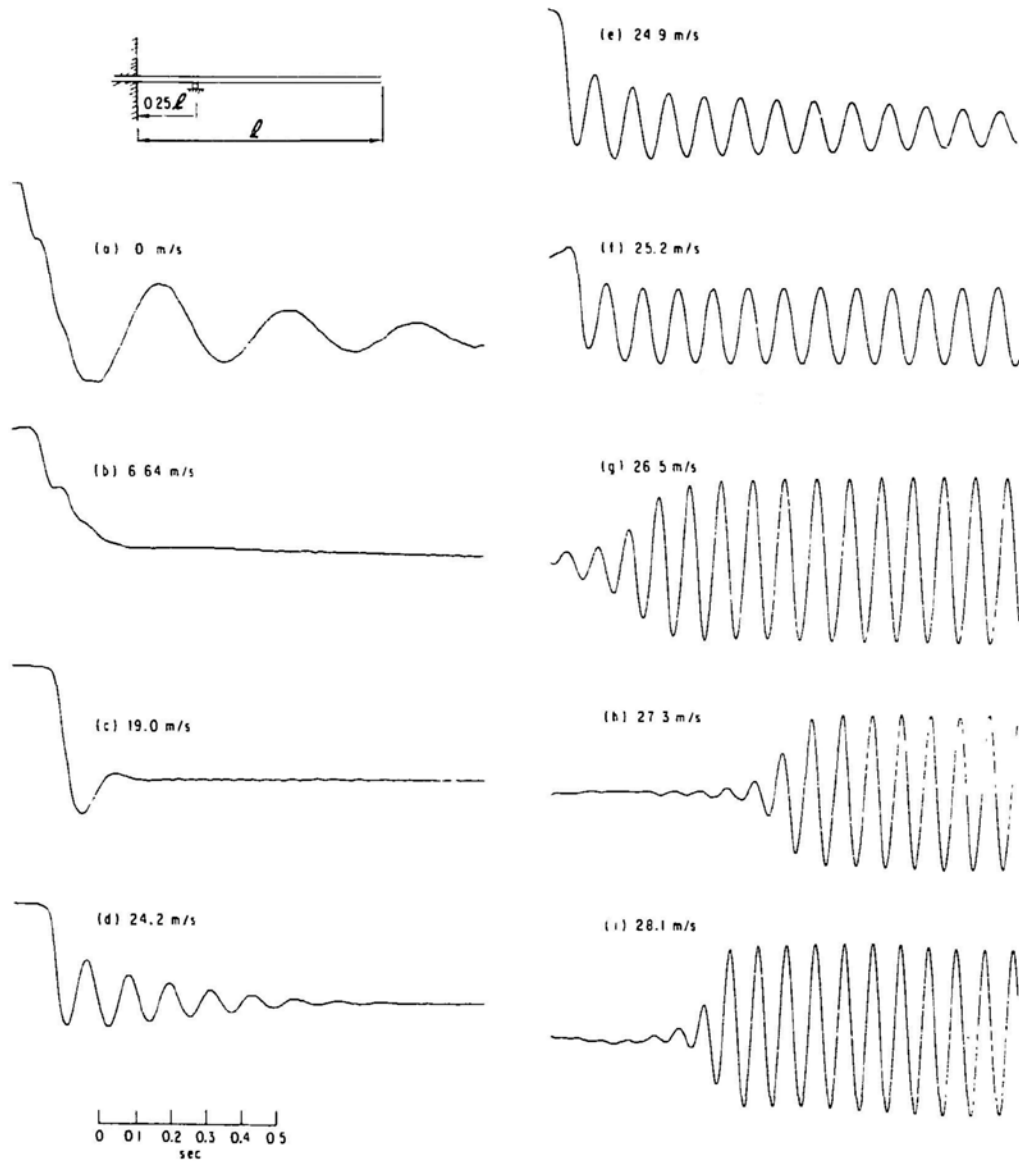 0.25 ℓ
ℓ
(a) 0 m/s
(b) 6.64 m/s
(c) 19.0 m/s
(d) 24.2 m/s
0 0.1 0.2 0.3 0.4 0.5
sec
(e) 24.9 m/s
(f) 25.2 m/s
(g) 26.5 m/s
(h) 27.3 m/s
(i) 28.1 m/s